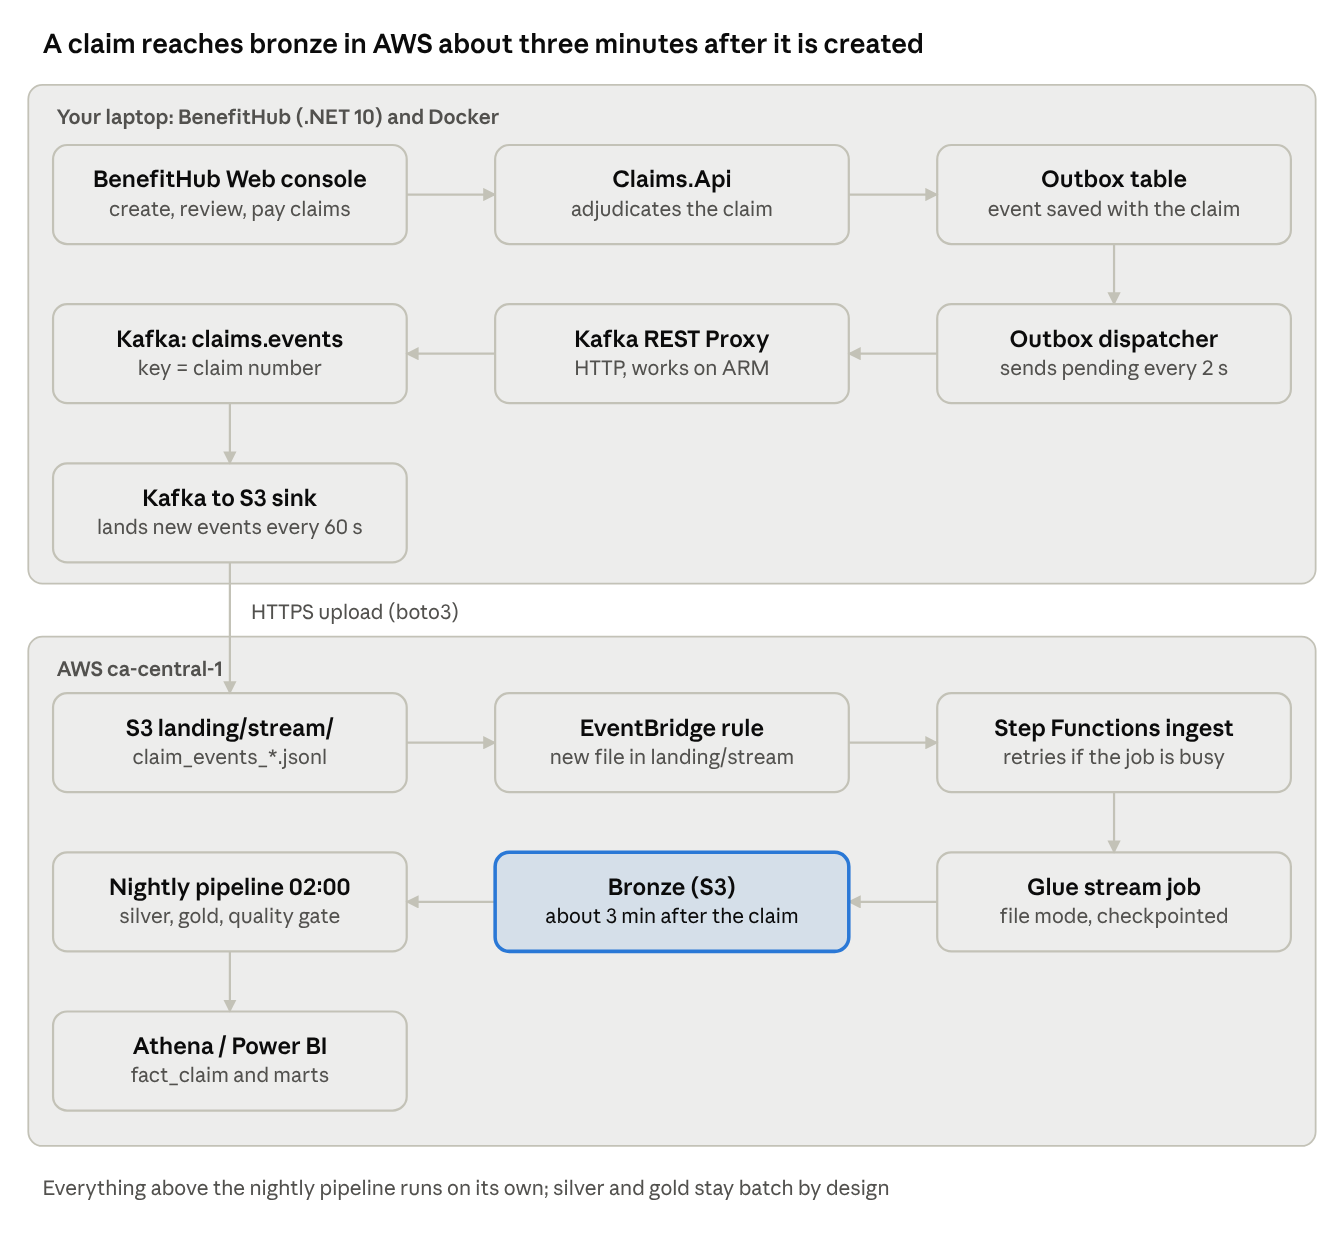 A claim reaches bronze in AWS about three minutes after it is created
Your laptop: BenefitHub (.NET 10) and Docker
BenefitHub Web console
create, review, pay claims
Claims.Api
adjudicates the claim
Outbox table
event saved with the claim
Kafka: claims.events
key = claim number
Kafka REST Proxy
HTTP, works on ARM
Outbox dispatcher
sends pending every 2 s
Kafka to S3 sink
lands new events every 60 s
HTTPS upload (boto3)
AWS ca-central-1
S3 landing/stream/
claim_events_*.jsonl
EventBridge rule
new file in landing/stream
Step Functions ingest
retries if the job is busy
Nightly pipeline 02:00
silver, gold, quality gate
Bronze (S3)
about 3 min after the claim
Glue stream job
file mode, checkpointed
Athena / Power BI
fact_claim and marts
Everything above the nightly pipeline runs on its own; silver and gold stay batch by design